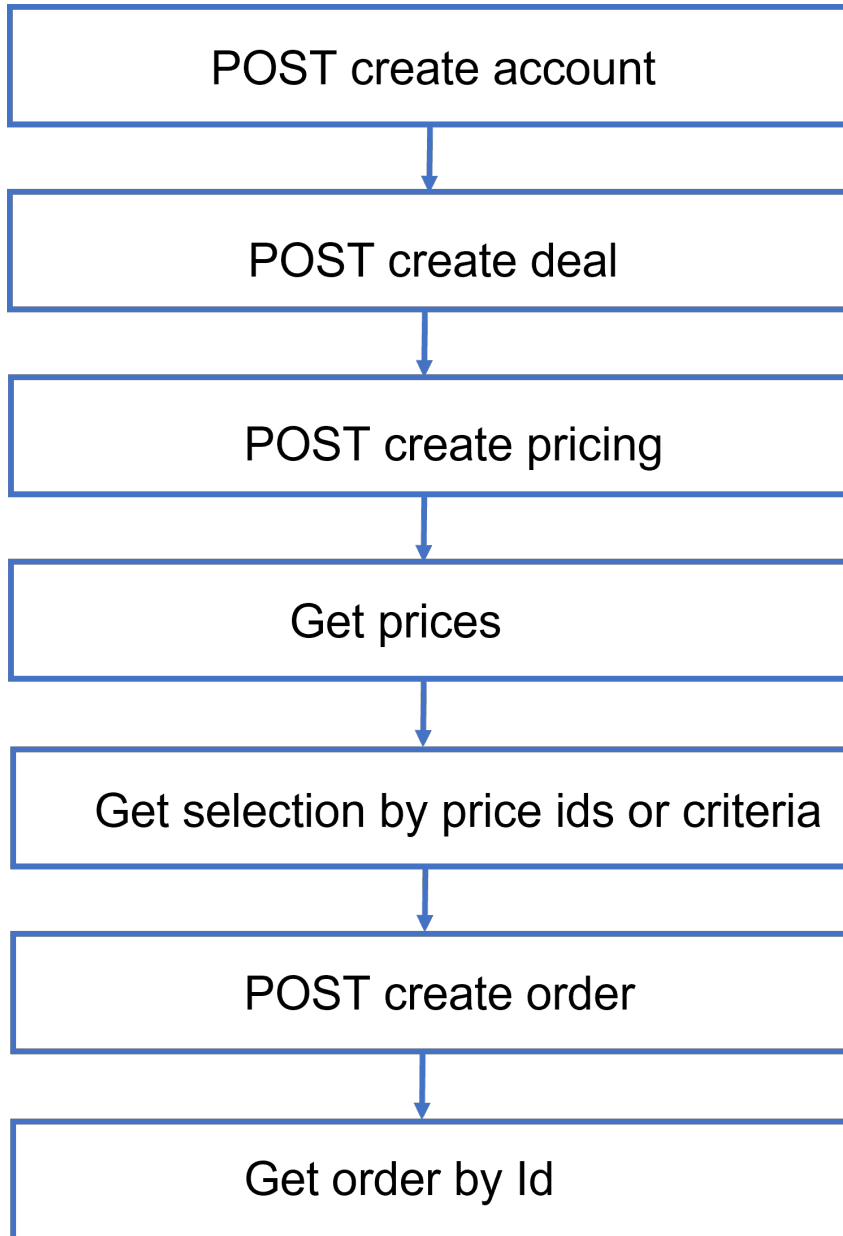 POST create account
POST create deal
POST create pricing
Get prices
Get selection by price ids or criteria
POST create order
Get order by Id